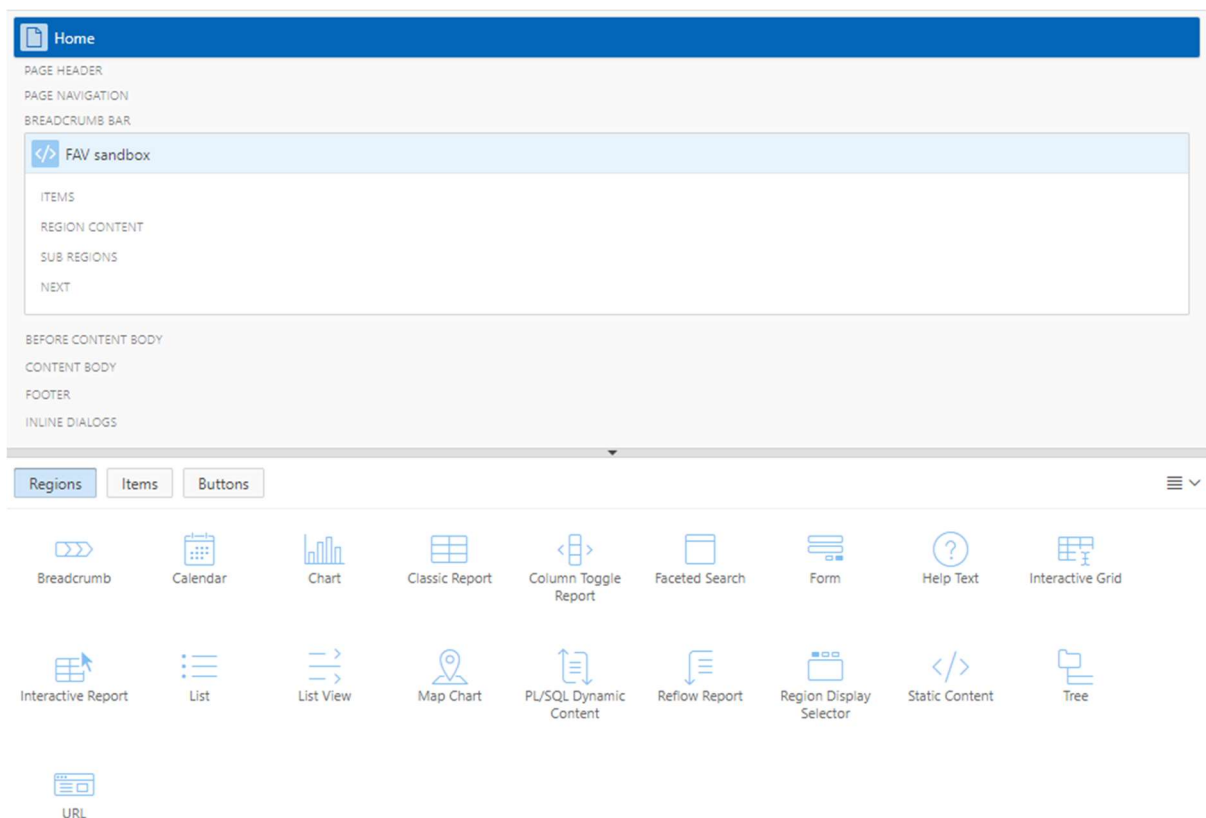 Home
PAGE HEADER
PAGE NAVIGATION
BREADCRUMB BAR
</> FAV sandbox
ITEMS
REGION CONTENT
SUB REGIONS
NEXT
BEFORE CONTENT BODY
CONTENT BODY
FOOTER
INLINE DIALOGS
Regions Items Buttons
Breadcrumb Calendar Chart Classic Report Column Toggle Faceted Search Form Help Text Interactive Grid
Report
Interactive Report List List View Map Chart PL/SQL Dynamic Reflow Report Region Display Static Content Tree
Content Selector
URL